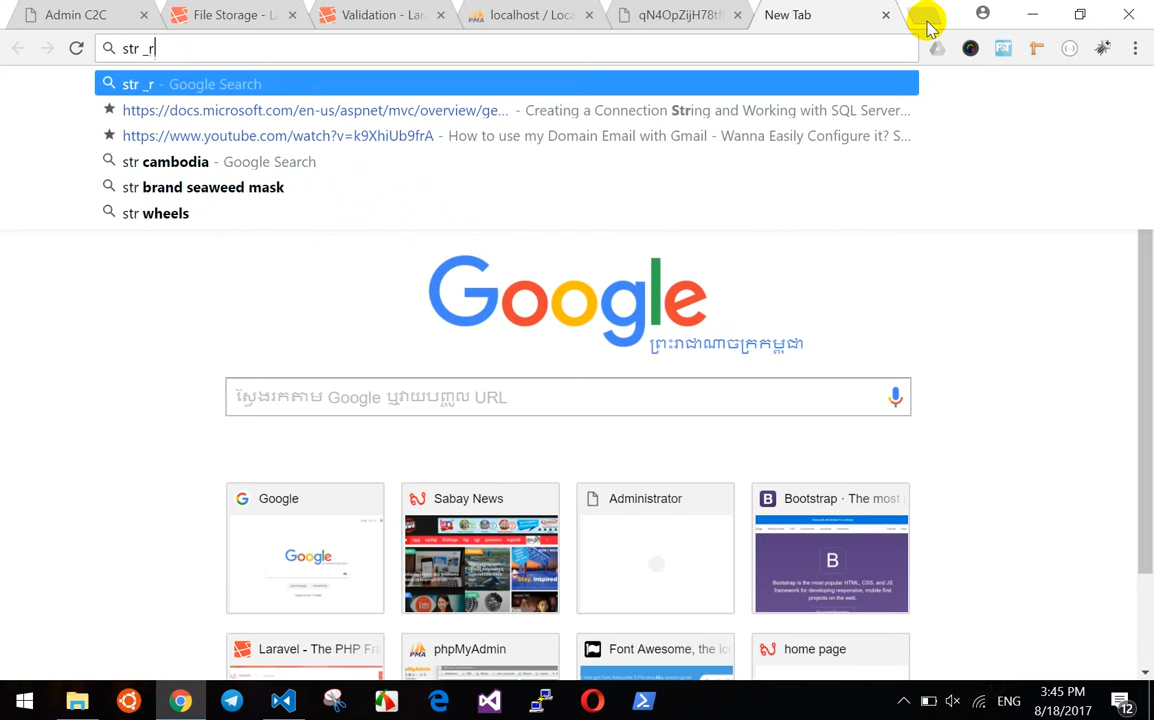 Admin C2C
File Storage - L
Validation - Lar
localhost / Loca
qN4OpZijH78tf
New Tab
str _r
str _r - Google Search
https://docs.microsoft.com/en-us/aspnet/mvc/overview/ge... - Creating a Connection String and Working with SQL Server...
https://www.youtube.com/watch?v=k9XhiUb9frA - How to use my Domain Email with Gmail - Wanna Easily Configure it? S...
str cambodia - Google Search
str brand seaweed mask
str wheels
Google
ព្រះរាជាណាចក្រកម្ពុជា
ស្វែងរកតាម Google ឬវាយបញ្ចូល URL
Google
Sabay News
Administrator
Bootstrap · The most
Laravel - The PHP Fra
phpMyAdmin
Font Awesome, the ic
home page
ENG
3:45 PM
8/18/2017
12